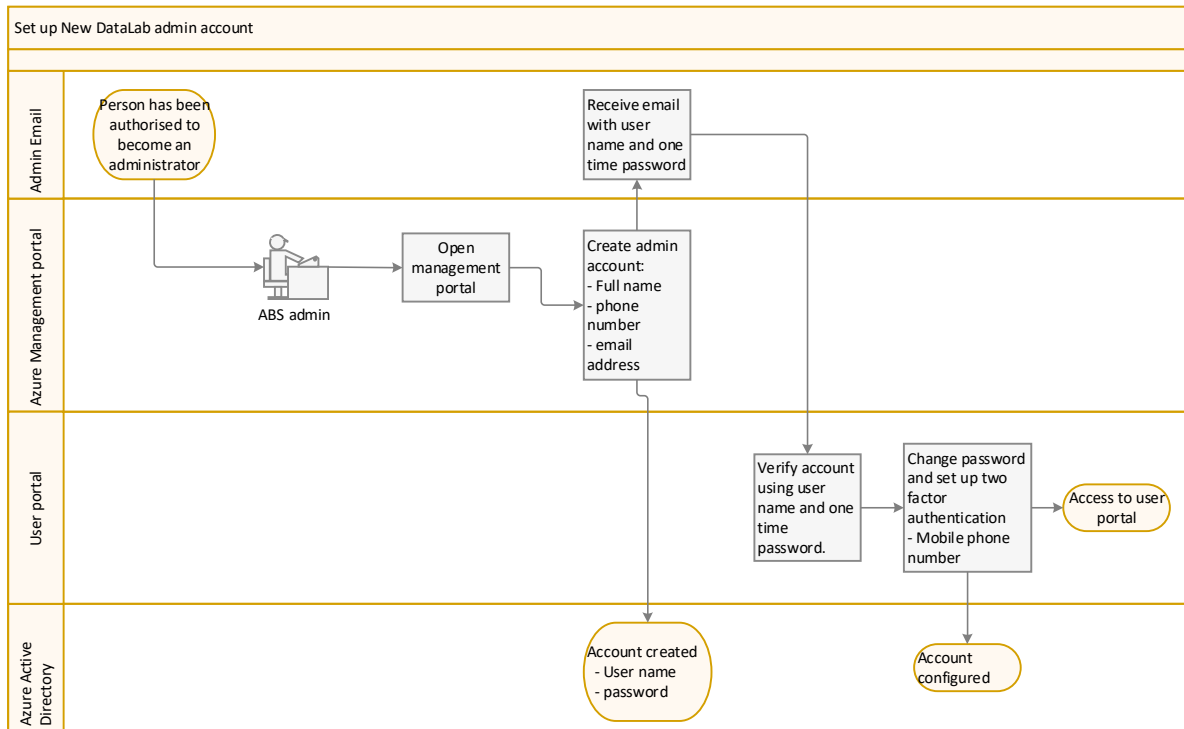 Set up New DataLab admin account
Admin Email
Person has been
authorised to
become an
administrator
Receive email
with user
name and one
time password
Azure Management portal
ABS admin
Open
management
portal
Create admin
account:
- Full name
- phone
number
- email
address
User portal
Verify account
using user
name and one
time
password.
Change password
and set up two
factor
authentication
- Mobile phone
number
Access to user
portal
Azure Active
Directory
Account created
- User name
- password
Account
configured